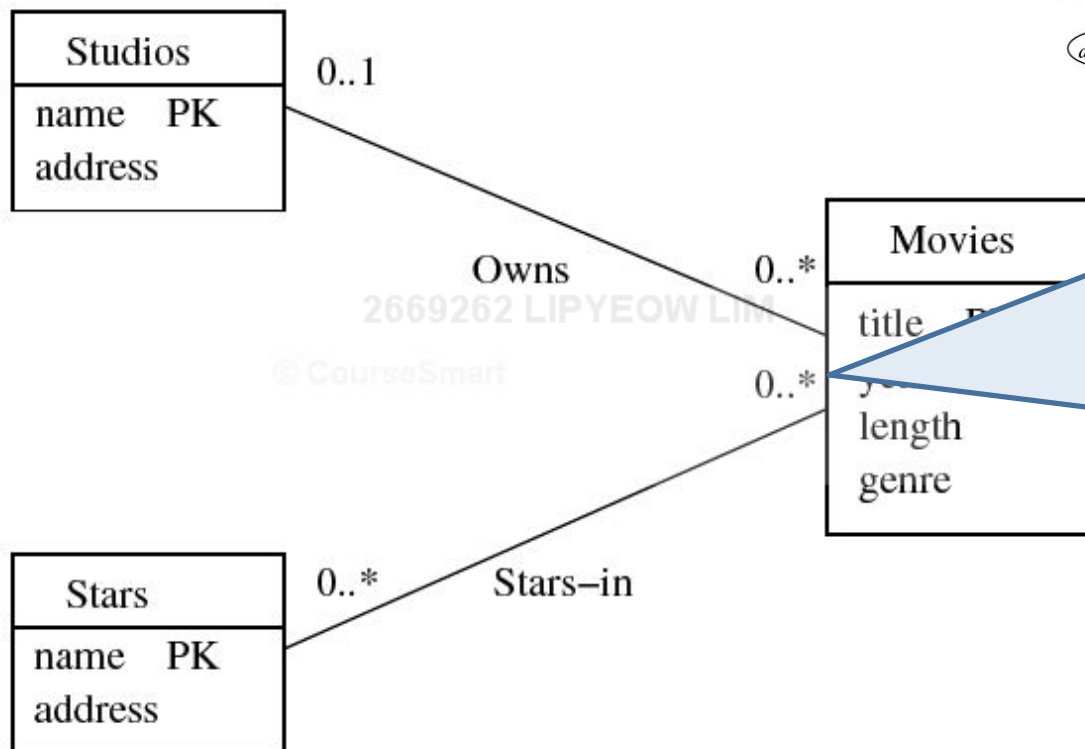 Studios
name PK
address
0..1
Owns
0..*
2669262 LIPYEOW LIM
© CourseSmart
Movies
title
length
genre
0..*
Stars
name PK
address
0..*
Stars–in